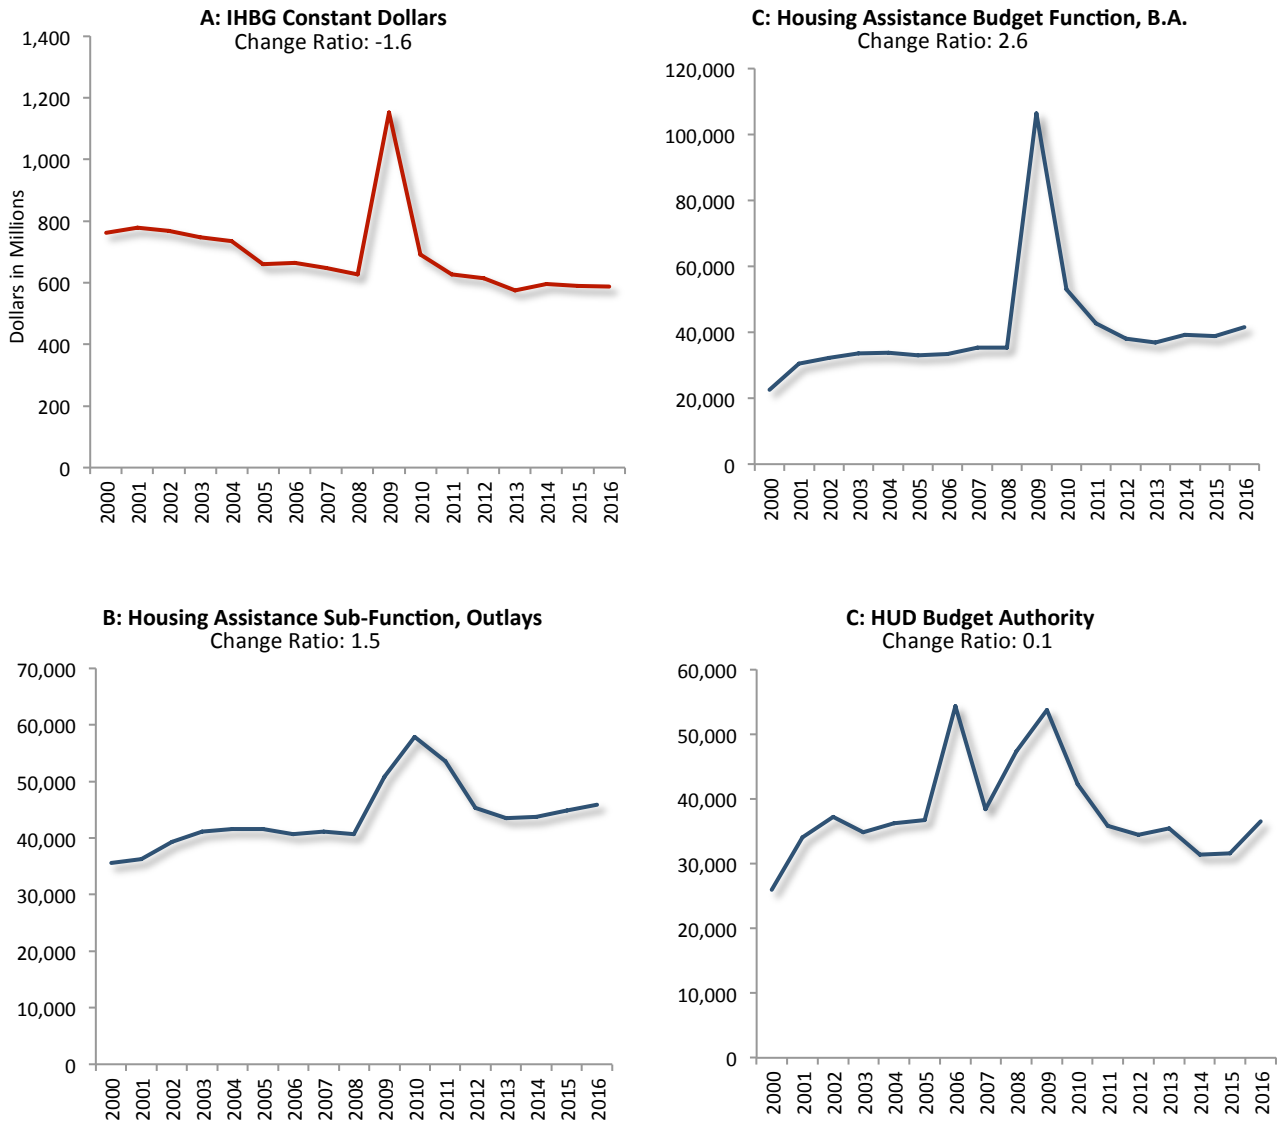 A: IHBG Constant Dollars
Change Ratio: -1.6
Dollars in Millions
1,400
1,200
1,000
800
600
400
200
0
2000 2001 2002 2003 2004 2005 2006 2007 2008 2009 2010 2011 2012 2013 2014 2015 2016
C: Housing Assistance Budget Function, B.A.
Change Ratio: 2.6
120,000
100,000
80,000
60,000
40,000
20,000
0
2000 2001 2002 2003 2004 2005 2006 2007 2008 2009 2010 2011 2012 2013 2014 2015 2016
B: Housing Assistance Sub-Function, Outlays
Change Ratio: 1.5
70,000
60,000
50,000
40,000
30,000
20,000
10,000
0
2000 2001 2002 2003 2004 2005 2006 2007 2008 2009 2010 2011 2012 2013 2014 2015 2016
C: HUD Budget Authority
Change Ratio: 0.1
60,000
50,000
40,000
30,000
20,000
10,000
0
2000 2001 2002 2003 2004 2005 2006 2007 2008 2009 2010 2011 2012 2013 2014 2015 2016